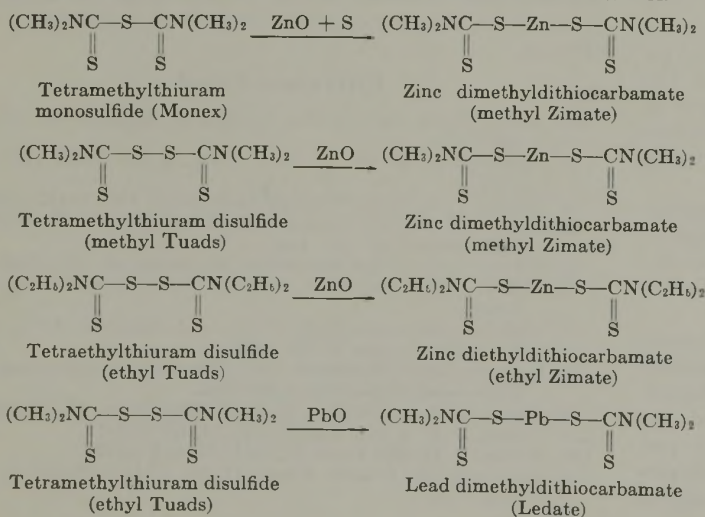 (CH₃)₂NC—S—CN(CH₃)₂ ZnO + S (CH₃)₂NC—S—Zn—S—CN(CH₃)₂
S S S S
Tetramethylthiuram Zinc dimethyldithiocarbamate
monosulfide (Monex) (methyl Zimate)
(CH₃)₂NC—S—S—CN(CH₃)₂ ZnO (CH₃)₂NC—S—Zn—S—CN(CH₃)₂
S S S S
Tetramethylthiuram disulfide Zinc dimethyldithiocarbamate
(methyl Tuads) (methyl Zimate)
(C₂H₅)₂NC—S—S—CN(C₂H₅)₂ ZnO (C₂H₅)₂NC—S—Zn—S—CN(C₂H₅)₂
S S S S
Tetraethylthiuram disulfide Zinc diethyldithiocarbamate
(ethyl Tuads) (ethyl Zimate)
(CH₃)₂NC—S—S—CN(CH₃)₂ PbO (CH₃)₂NC—S—Pb—S—CN(CH₃)₂
S S S S
Tetramethylthiuram disulfide Lead dimethyldithiocarbamate
(ethyl Tuads) (Ledate)